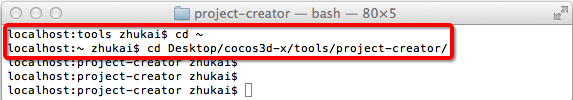 project-creator — bash — 80×5
localhost:tools zhukai$ cd ~
localhost:~ zhukai$ cd Desktop/cocos3d-x/tools/project-creator/
localhost:project-creator zhukai$
localhost:project-creator zhukai$
localhost:project-creator zhukai$